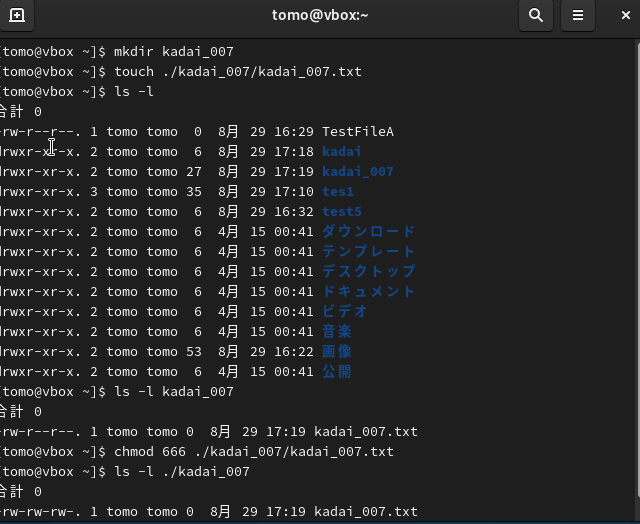 tomo@vbox:~
[tomo@vbox ~]$ mkdir kadai_007
[tomo@vbox ~]$ touch ./kadai_007/kadai_007.txt
[tomo@vbox ~]$ ls -l
合計 0
-rw-r--r--. 1 tomo tomo  0  8月 29 16:29 TestFileA
drwxr-xr-x. 2 tomo tomo  6  8月 29 17:18 kadai
drwxr-xr-x. 2 tomo tomo 27  8月 29 17:19 kadai_007
drwxr-xr-x. 3 tomo tomo 35  8月 29 17:10 tes1
drwxr-xr-x. 2 tomo tomo  6  8月 29 16:32 test5
drwxr-xr-x. 2 tomo tomo  6  4月 15 00:41 ダウンロード
drwxr-xr-x. 2 tomo tomo  6  4月 15 00:41 テンプレート
drwxr-xr-x. 2 tomo tomo  6  4月 15 00:41 デスクトップ
drwxr-xr-x. 2 tomo tomo  6  4月 15 00:41 ドキュメント
drwxr-xr-x. 2 tomo tomo  6  4月 15 00:41 ビデオ
drwxr-xr-x. 2 tomo tomo  6  4月 15 00:41 音楽
drwxr-xr-x. 2 tomo tomo 53  8月 29 16:22 画像
drwxr-xr-x. 2 tomo tomo  6  4月 15 00:41 公開
[tomo@vbox ~]$ ls -l kadai_007
合計 0
-rw-r--r--. 1 tomo tomo 0  8月 29 17:19 kadai_007.txt
[tomo@vbox ~]$ chmod 666 ./kadai_007/kadai_007.txt
[tomo@vbox ~]$ ls -l ./kadai_007
合計 0
-rw-rw-rw-. 1 tomo tomo 0  8月 29 17:19 kadai_007.txt